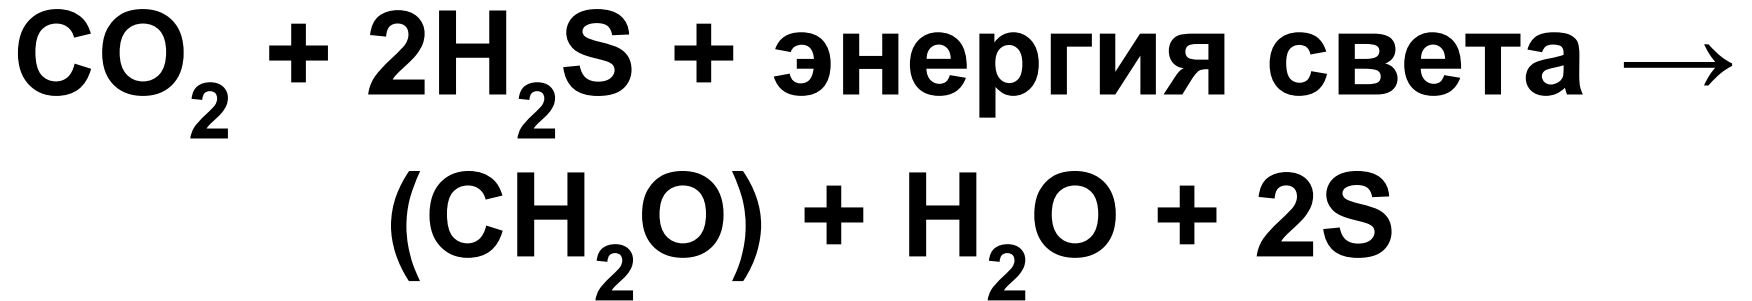 CO₂ + 2H₂S + энергия света →
(CH₂O) + H₂O + 2S